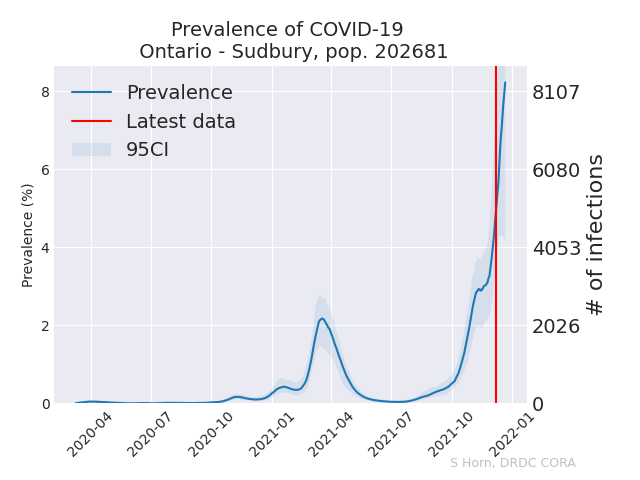 Prevalence of COVID-19
Ontario - Sudbury, pop. 202681
Prevalence
Latest data
95CI
Prevalence (%)
8
6
4
2
0
8107
6080
4053
2026
0
# of infections
2020-04
2020-07
2020-10
2021-01
2021-04
2021-07
2021-10
2022-01
S Horn, DRDC CORA